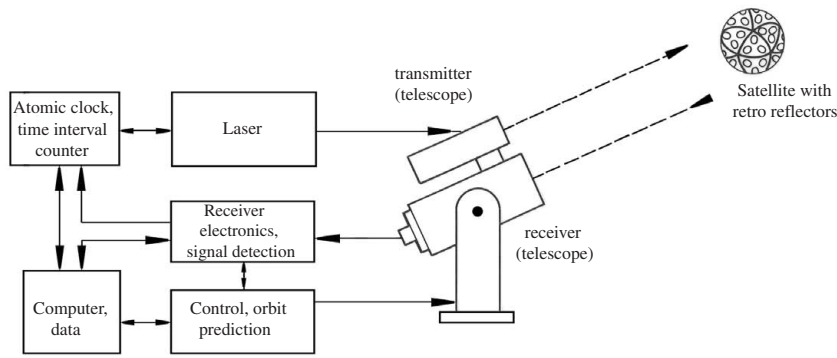 transmitter
(telescope)
Satellite with
retro reflectors
Atomic clock,
time interval
counter
Laser
Receiver
electronics,
signal detection
receiver
(telescope)
Computer,
data
Control, orbit
prediction